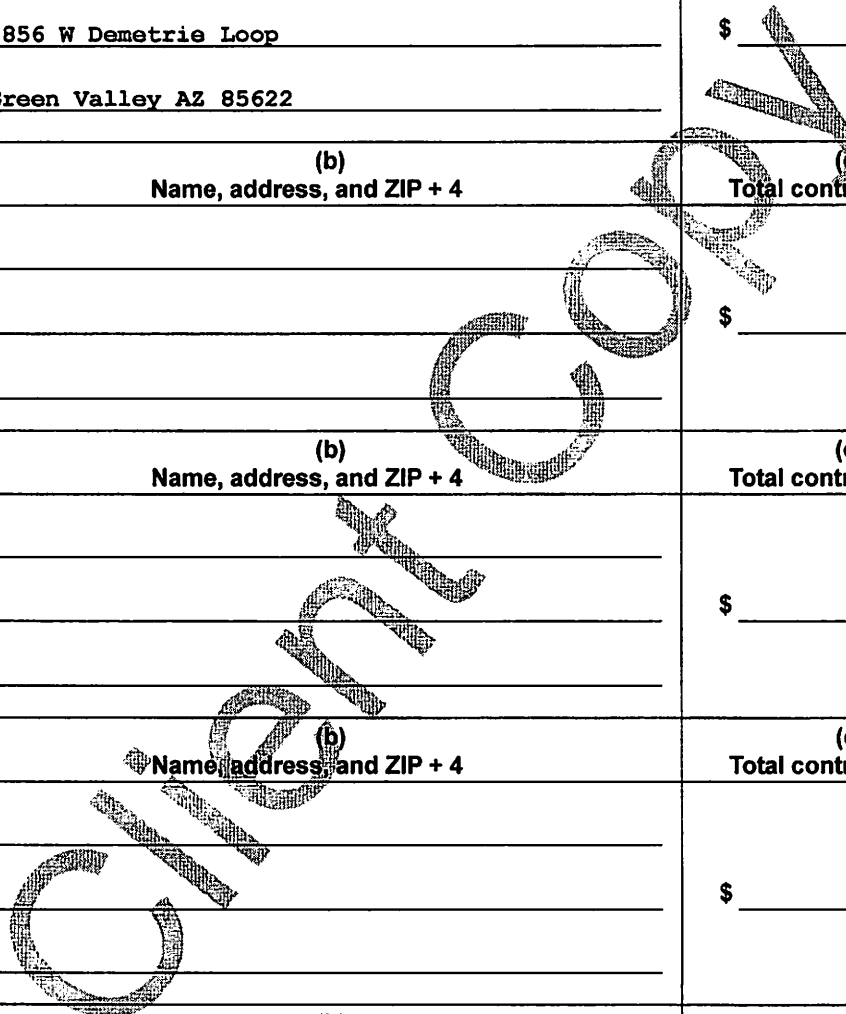 856 W Demetrie Loop
$
Green Valley AZ 85622
(b)
Name, address, and ZIP + 4
Total contr
$
(b)
Name, address, and ZIP + 4
Total contr
$
(b)
Name, address, and ZIP + 4
Total contr
$
Client Copy